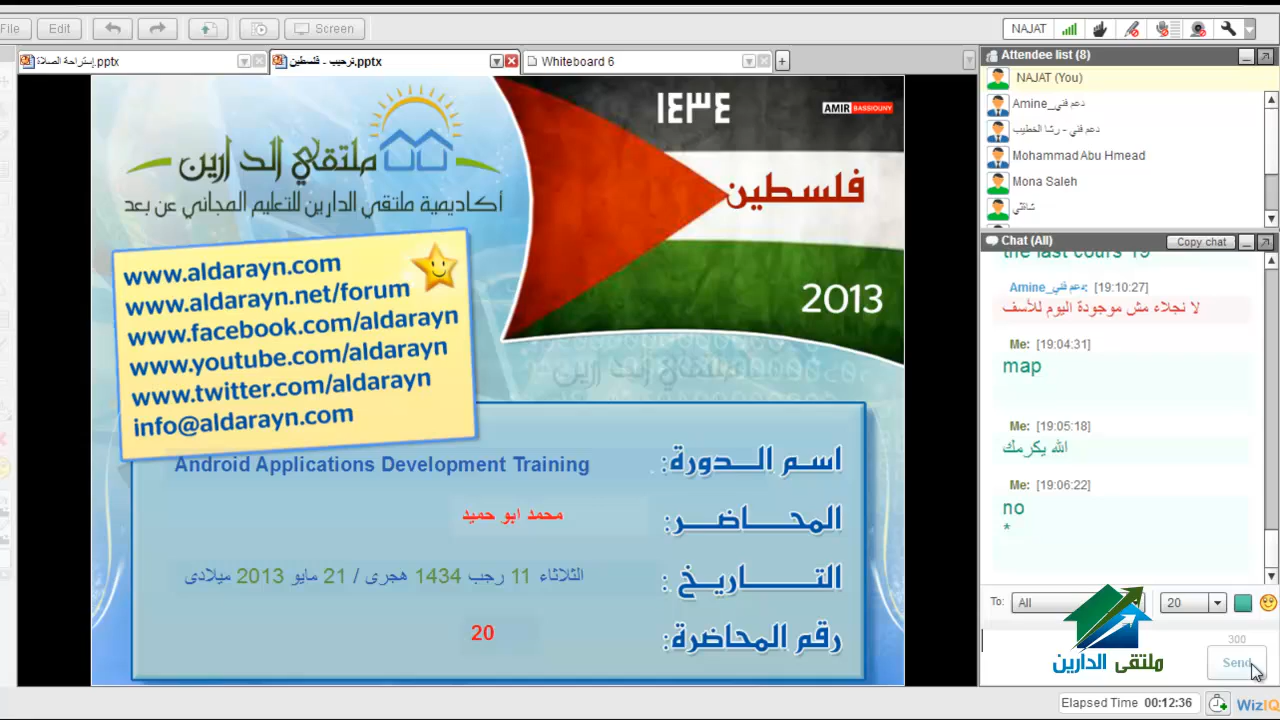 File
Edit
Screen
NAJAT
إستراحة الصلاة.pptx
ترحيب - فلسطين.pptx
Whiteboard 6
ملتقى الدارين
أكاديمية ملتقى الدارين للتعليم المجاني عن بعد
١٤٣٤
AMIR BASSIOUNY
فلسطين
2013
www.aldarayn.com
www.aldarayn.net/forum
www.facebook.com/aldarayn
www.youtube.com/aldarayn
www.twitter.com/aldarayn
info@aldarayn.com
اسم الدورة:
Android Applications Development Training
المحاضر:
محمد ابو حميد
التاريخ:
الثلاثاء 11 رجب 1434 هجرى / 21 مايو 2013 ميلادى
رقم المحاضرة:
20
Attendee list (8)
NAJAT (You)
Amine_دعم فني
دعم فني - رشا الخطيب
Mohammad Abu Hmead
Mona Saleh
Chat (All)
Copy chat
the last cours 19
Amine_دعم فني: [19:10:27]
لا نجلاء مش موجودة اليوم للأسف
Me: [19:04:31]
map
Me: [19:05:18]
الله يكرمك
Me: [19:06:22]
no
*
To:
All
20
300
Send
ملتقى الدارين
Elapsed Time 00:12:36
WizIQ